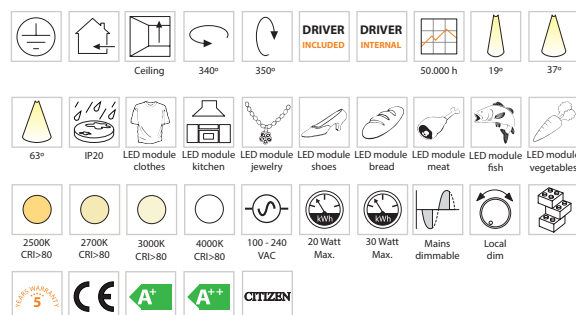 DRIVER
INCLUDED
DRIVER
INTERNAL
Ceiling
340º
350º
50.000 h
19º
37º
63º
IP20
LED module
clothes
LED module
kitchen
LED module
jewelry
LED module
shoes
LED module
bread
LED module
meat
LED module
fish
LED module
vegetables
kWh
kWh
2500K
CRI>80
2700K
CRI>80
3000K
CRI>80
4000K
CRI>80
100 - 240
VAC
20 Watt
Max.
30 Watt
Max.
Mains
dimmable
Local
dim
YEARS WARRANTY
5
CE
A+
A++
CITIZEN